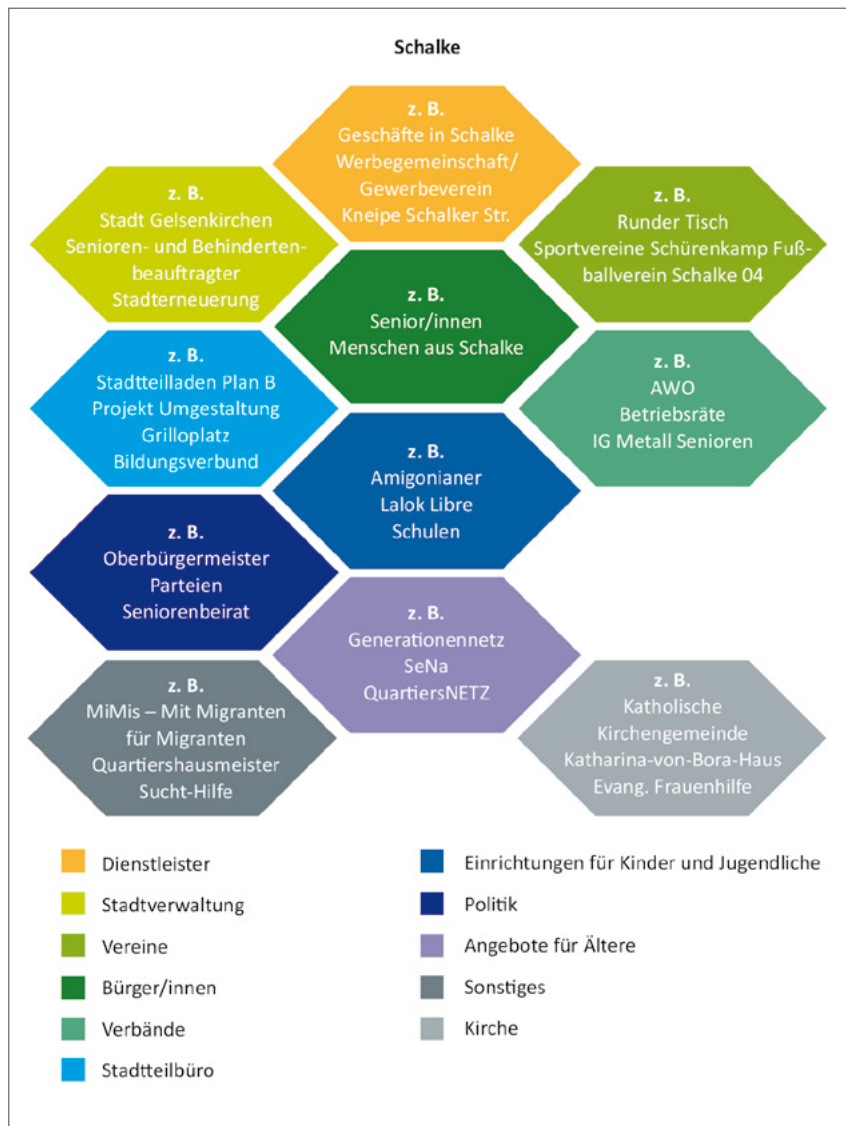 Schalke
z. B.
Geschäfte in Schalke
Werbegemeinschaft/
Gewerbeverein
Kneipe Schalker Str.
z. B.
Stadt Gelsenkirchen
Senioren- und Behinderten-
beauftragter
Stadterneuerung
z. B.
Runder Tisch
Sportvereine Schürenkamp Fuß-
ballverein Schalke 04
z. B.
Senior/innen
Menschen aus Schalke
z. B.
Stadtteilladen Plan B
Projekt Umgestaltung
Grilloplatz
Bildungsverbund
z. B.
AWO
Betriebsräte
IG Metall Senioren
z. B.
Amigonianer
Lalok Libre
Schulen
z. B.
Oberbürgermeister
Parteien
Seniorenbeirat
z. B.
Generationennetz
SeNa
QuartiersNETZ
z. B.
MiMis – Mit Migranten
für Migranten
Quartiershausmeister
Sucht-Hilfe
z. B.
Katholische
Kirchengemeinde
Katharina-von-Bora-Haus
Evang. Frauenhilfe
Dienstleister
Stadtverwaltung
Vereine
Bürger/innen
Verbände
Stadtteilbüro
Einrichtungen für Kinder und Jugendliche
Politik
Angebote für Ältere
Sonstiges
Kirche